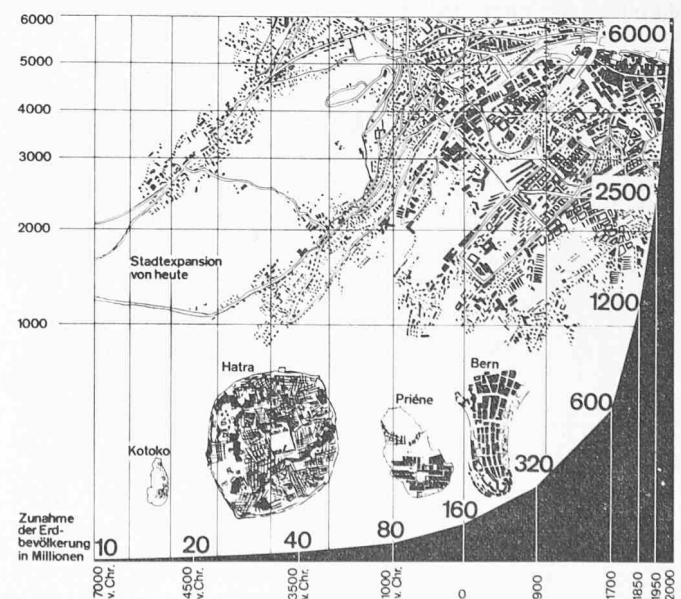 6000
5000
4000
3000
2000
1000
6000
2500
1200
600
320
160
80
40
20
10
Stadtexpansion
von heute
Hatra
Priéne
Bern
Kotoko
Zunahme
der Erd-
bevölkerung
in Millionen
7000
v. Chr.
4500
v. Chr.
3500
v. Chr.
1000
v. Chr.
0
900
1700
1850
1950
2000